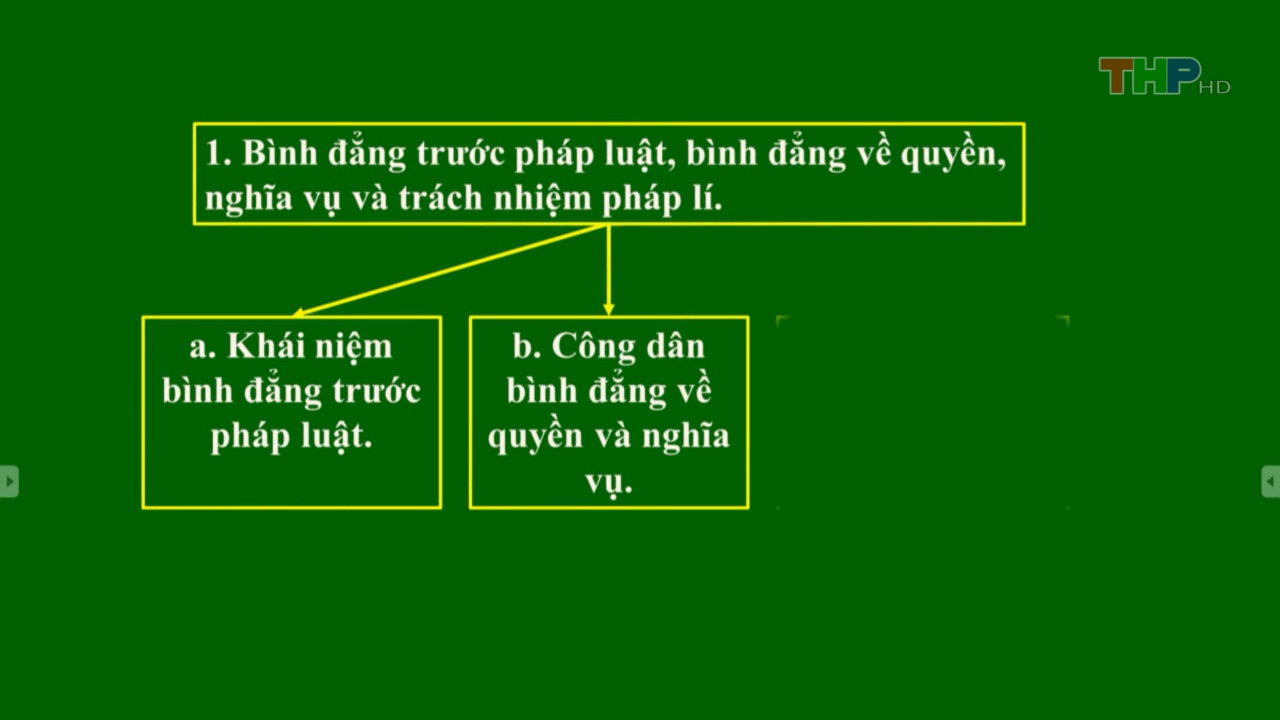 THP HD
1. Bình đẳng trước pháp luật, bình đẳng về quyền,
nghĩa vụ và trách nhiệm pháp lí.
a. Khái niệm
bình đẳng trước
pháp luật.
b. Công dân
bình đẳng về
quyền và nghĩa
vụ.